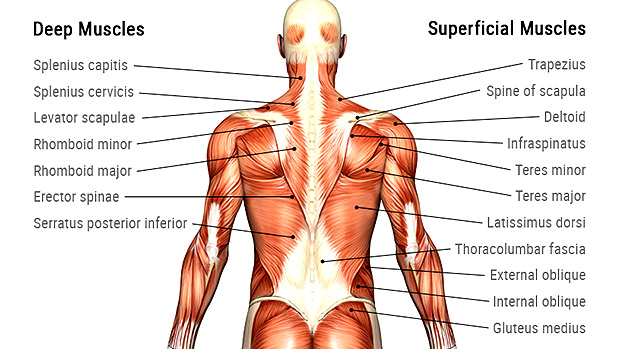 Deep Muscles
Splenius capitis
Splenius cervicis
Levator scapulae
Rhomboid minor
Rhomboid major
Erector spinae
Serratus posterior inferior
Superficial Muscles
Trapezius
Spine of scapula
Deltoid
Infraspinatus
Teres minor
Teres major
Latissimus dorsi
Thoracolumbar fascia
External oblique
Internal oblique
Gluteus medius